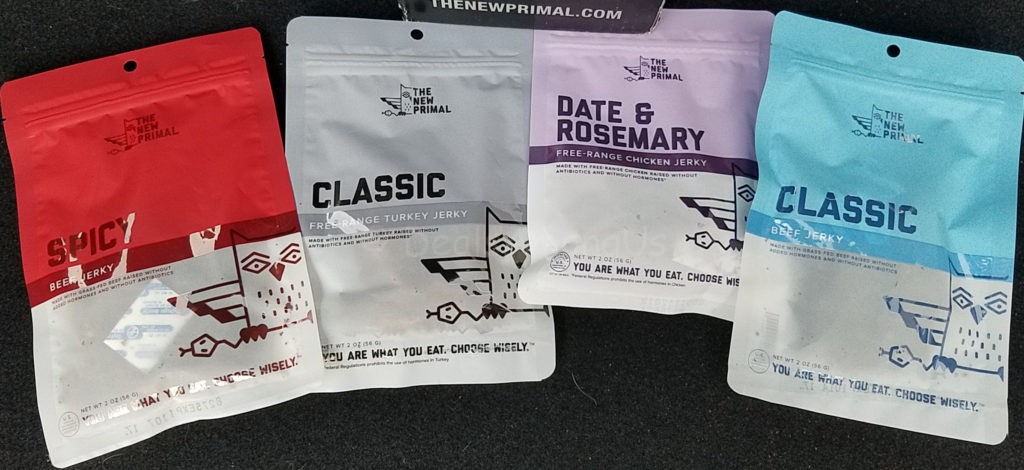 THENEWPRIMAL.COM
THE
NEW
PRIMAL
SPICY
BEEF JERKY
MADE WITH GRASS-FED BEEF RAISED WITHOUT
ADDED HORMONES AND WITHOUT ANTIBIOTICS
NET WT 2 OZ (56 G)
YOU ARE WHAT YOU EAT. CHOOSE WISELY.™
THE
NEW
PRIMAL
CLASSIC
FREE-RANGE TURKEY JERKY
MADE WITH FREE-RANGE TURKEY RAISED WITHOUT
ANTIBIOTICS AND WITHOUT HORMONES*
NET WT 2 OZ (56 G)
YOU ARE WHAT YOU EAT. CHOOSE WISELY.™
*Federal Regulations prohibits the use of hormones in Turkey
THE
NEW
PRIMAL
DATE &
ROSEMARY
FREE-RANGE CHICKEN JERKY
MADE WITH FREE-RANGE CHICKEN RAISED WITHOUT
ANTIBIOTICS AND WITHOUT HORMONES*
NET WT 2 OZ (56 G)
YOU ARE WHAT YOU EAT. CHOOSE WIS
*Federal Regulations prohibits the use of hormones in Chicken
THE
NEW
PRIMAL
CLASSIC
BEEF JERKY
MADE WITH GRASS-FED BEEF RAISED WITHOUT
ADDED HORMONES AND WITHOUT ANTIBIOTICS
NET WT 2 OZ (56 G)
YOU ARE WHAT YOU EAT. CHOOSE WISELY.™